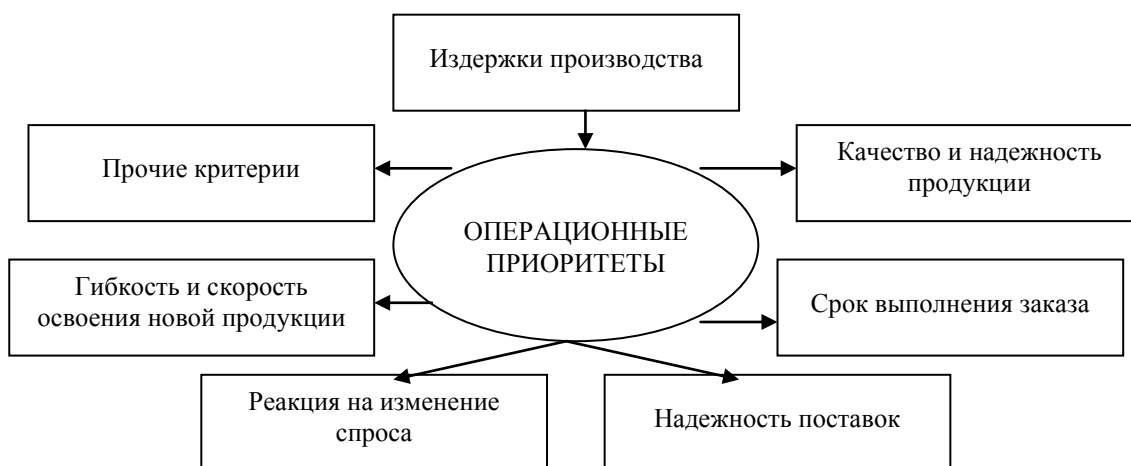 Издержки производства
Прочие критерии
Качество и надежность
продукции
ОПЕРАЦИОННЫЕ
ПРИОРИТЕТЫ
Гибкость и скорость
освоения новой продукции
Срок выполнения заказа
Реакция на изменение
спроса
Надежность поставок